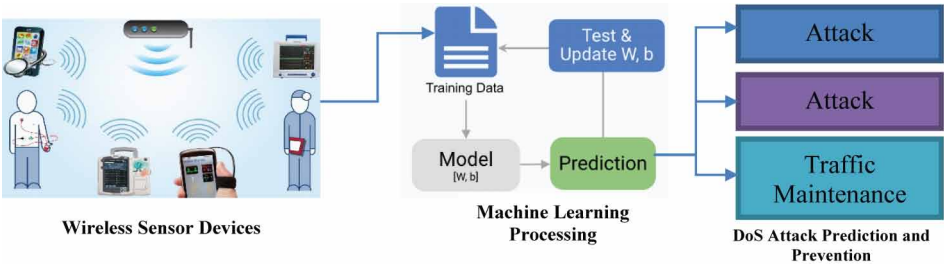 Test &
Update W, b
Training Data
Model
[W, b]
Prediction
Attack
Attack
Traffic
Maintenance
Wireless Sensor Devices
Machine Learning
Processing
DoS Attack Prediction and
Prevention